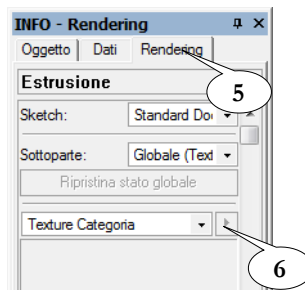 INFO - Rendering
Oggetto Dati Rendering
Estrusione
5
Sketch: Standard Do
Sottoparte: Globale (Text
Ripristina stato globale
Texture Categoria
6